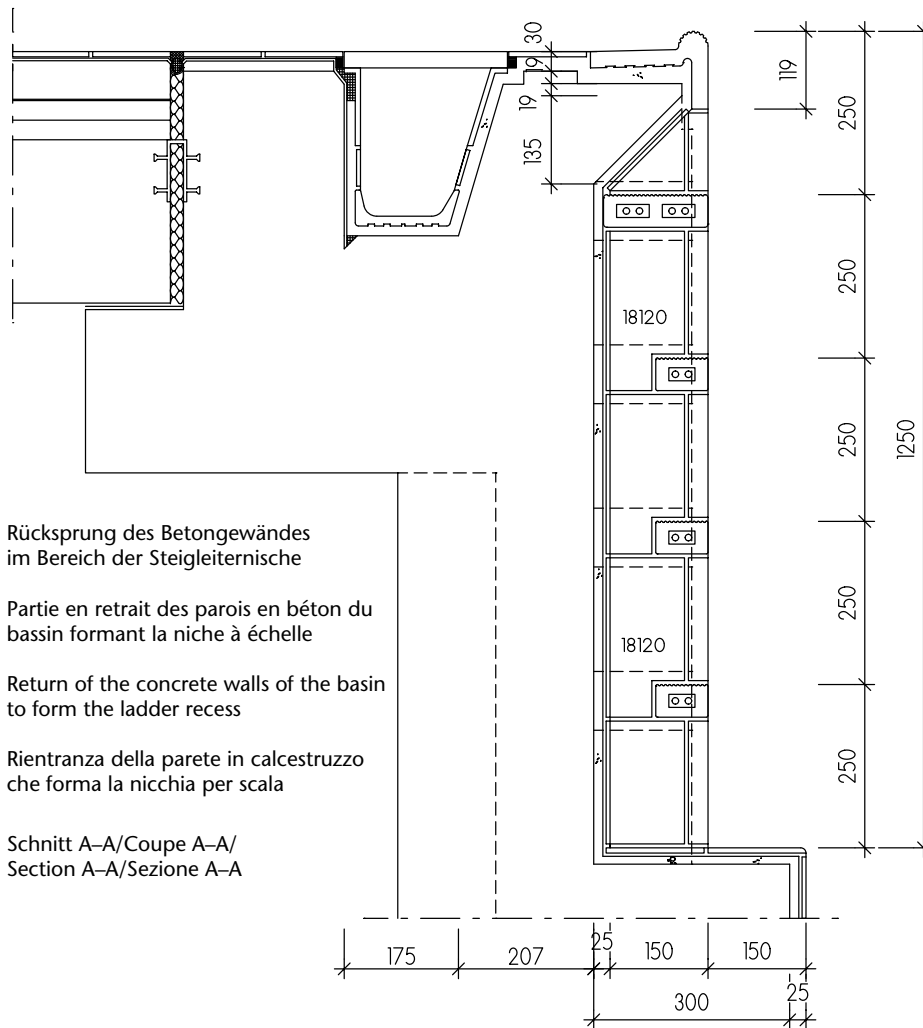 30
9
19
135
119
250
250
18120
250
1250
250
18120
250
Rücksprung des Betongewändes
im Bereich der Steigleiternische
Partie en retrait des parois en béton du
bassin formant la niche à échelle
Return of the concrete walls of the basin
to form the ladder recess
Rientranza della parete in calcestruzzo
che forma la nicchia per scala
Schnitt A–A/Coupe A–A/
Section A–A/Sezione A–A
175
207
25
150
150
300
25